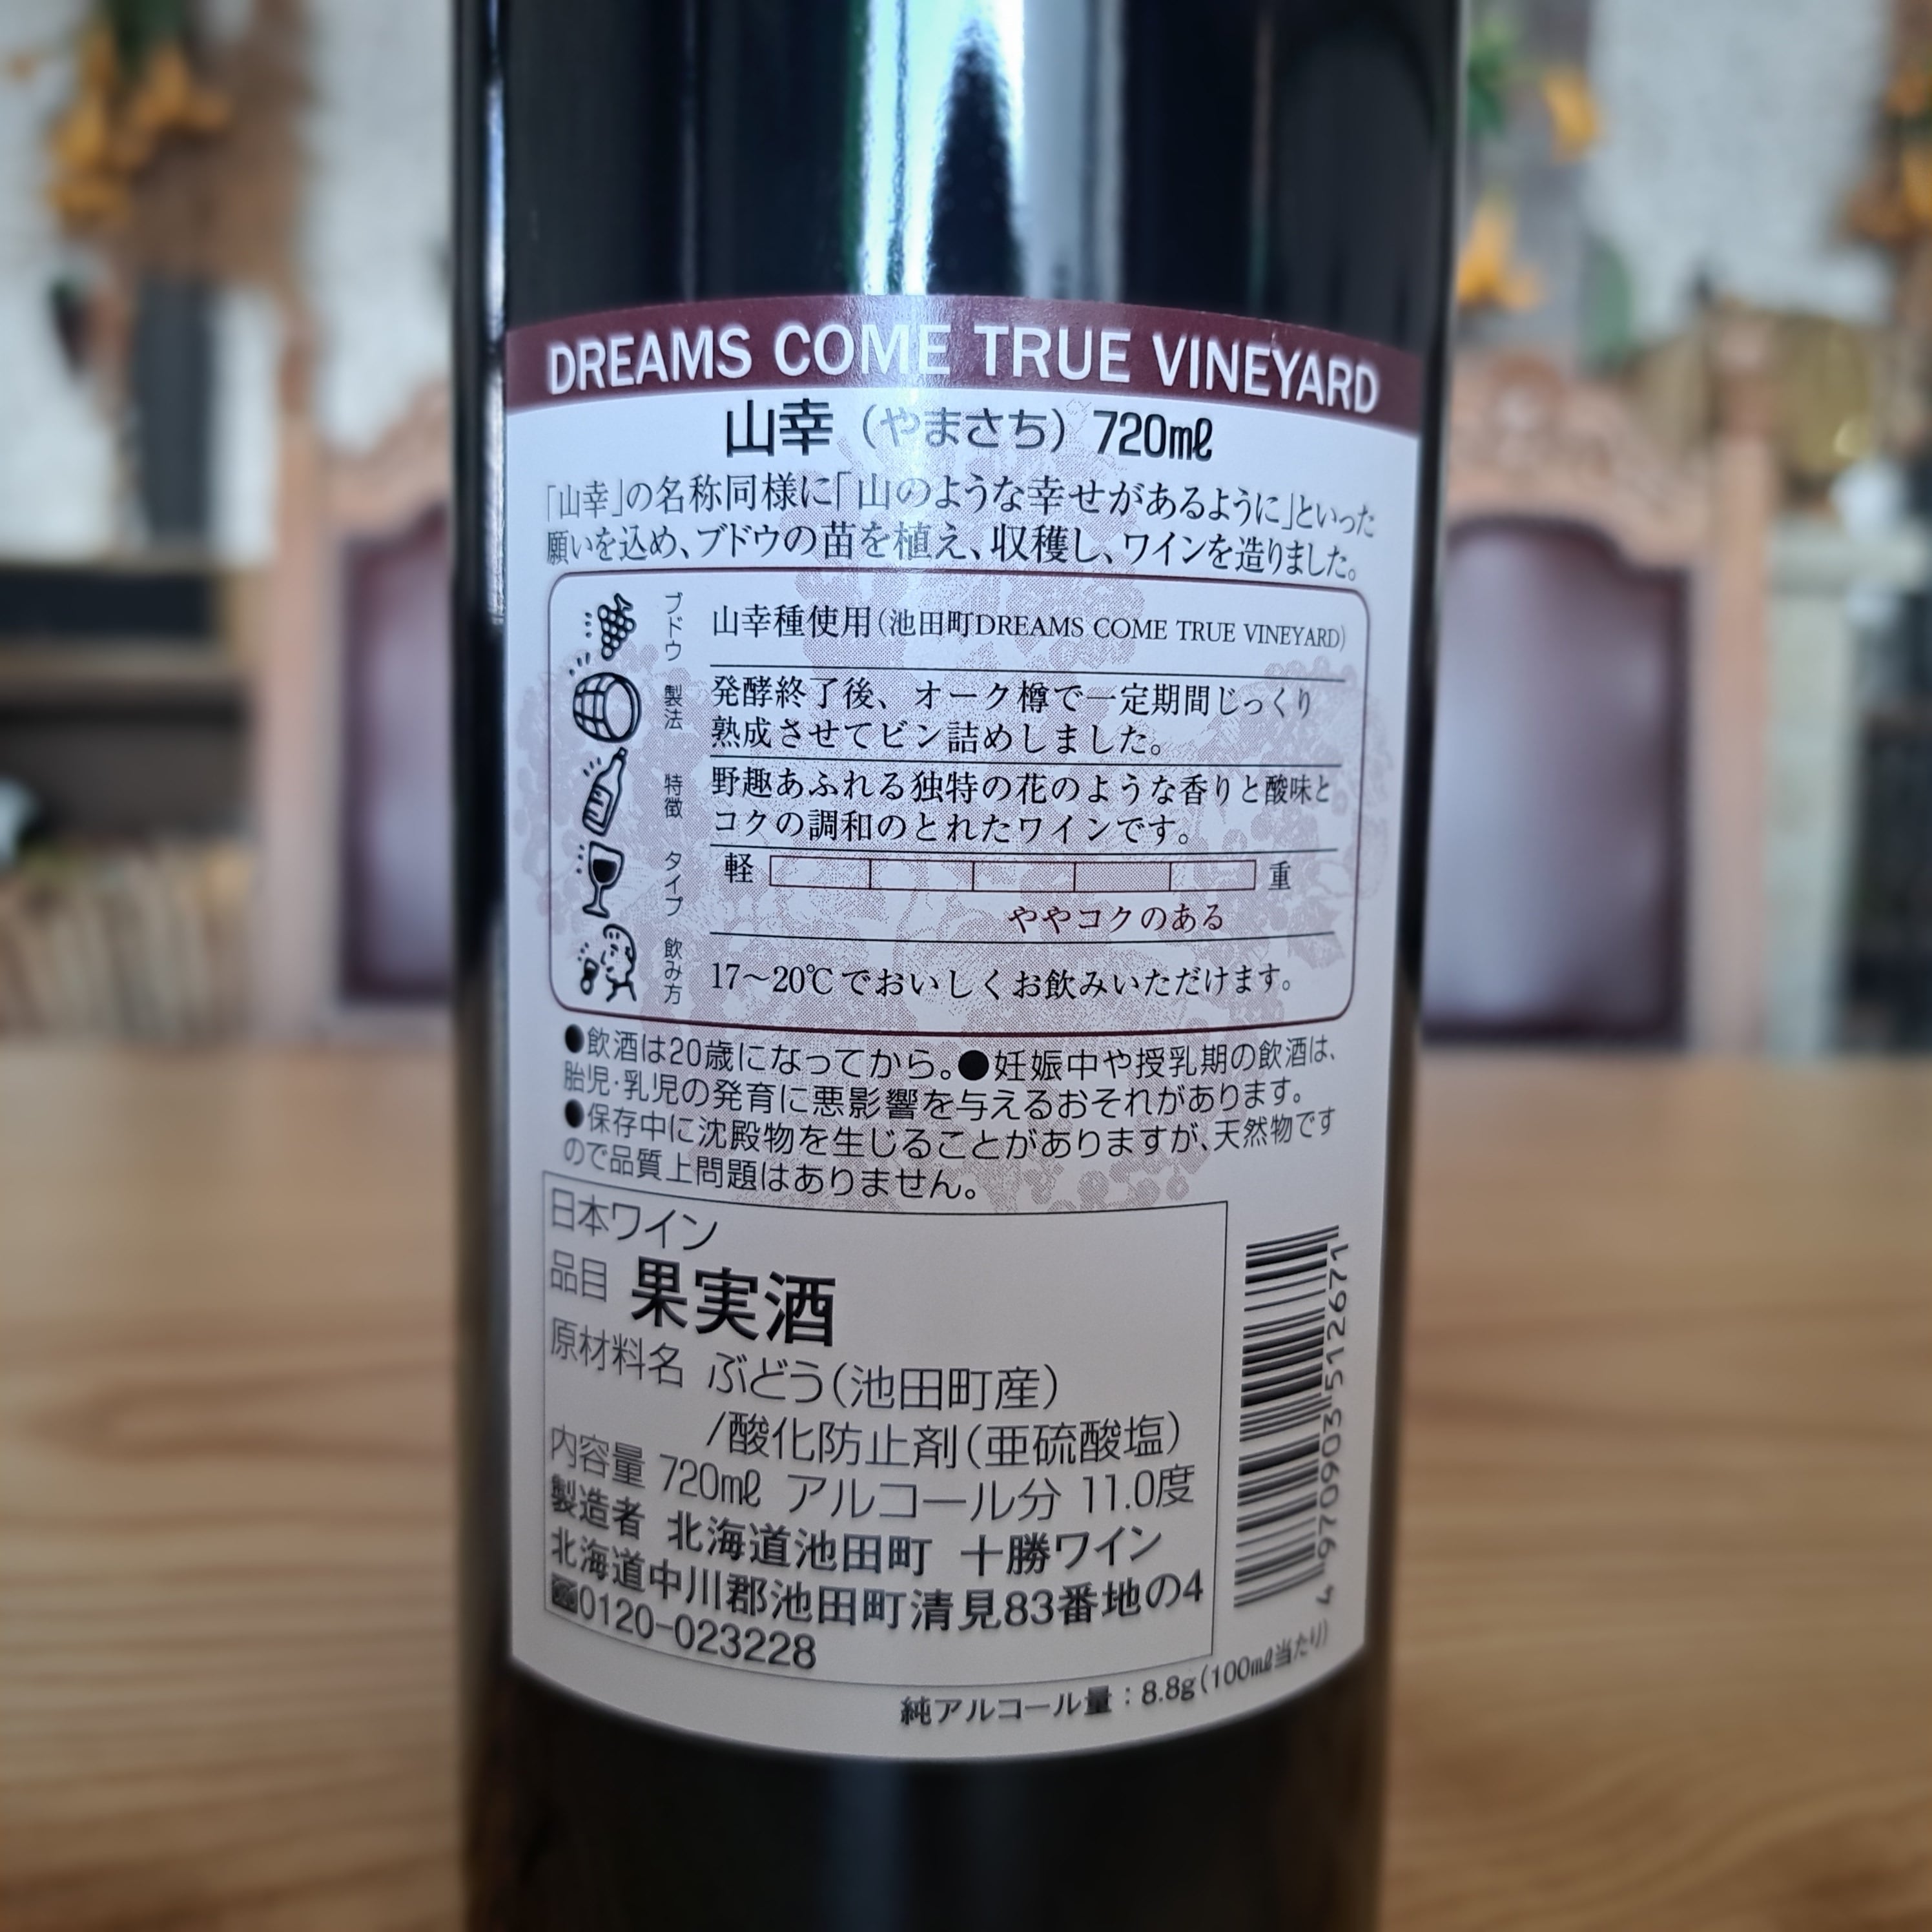 DREAMS COME TRUE VINEYARD
山幸（やまさち）720mℓ
「山幸」の名称同様に「山のような幸せがあるように」といった
願いを込め、ブドウの苗を植え、収穫し、ワインを造りました。
ブドウ 山幸種使用（池田町DREAMS COME TRUE VINEYARD）
製法 発酵終了後、オーク樽で一定期間じっくり
熟成させてビン詰めしました。
特徴 野趣あふれる独特の花のような香りと酸味と
コクの調和のとれたワインです。
タイプ 軽 重
ややコクのある
飲み方 17〜20℃でおいしくお飲みいただけます。
●飲酒は20歳になってから。●妊娠中や授乳期の飲酒は、
胎児・乳児の発育に悪影響を与えるおそれがあります。
●保存中に沈殿物を生じることがありますが、天然物です
ので品質上問題はありません。
日本ワイン
品目 果実酒
原材料名 ぶどう（池田町産）
/酸化防止剤（亜硫酸塩）
内容量 720mℓ アルコール分 11.0度
製造者 北海道池田町 十勝ワイン
北海道中川郡池田町清見83番地の4
0120-023228
4 970903 512671
純アルコール量：8.8g（100mℓ当たり）